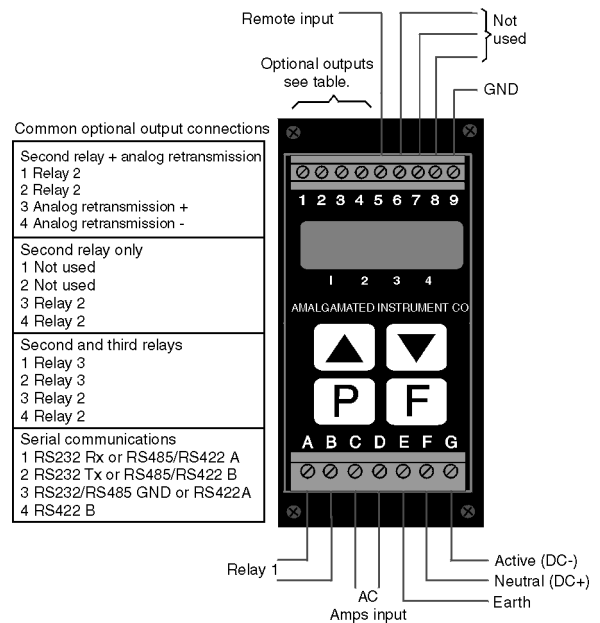 Remote input
Not
used
Optional outputs
see table.
GND
Common optional output connections
Second relay + analog retransmission
1 Relay 2
2 Relay 2
3 Analog retransmission +
4 Analog retransmission -
Second relay only
1 Not used
2 Not used
3 Relay 2
4 Relay 2
Second and third relays
1 Relay 3
2 Relay 3
3 Relay 2
4 Relay 2
Serial communications
1 RS232 Rx or RS485/RS422 A
2 RS232 Tx or RS485/RS422 B
3 RS232/RS485 GND or RS422A
4 RS422 B
1 2 3 4 5 6 7 8 9
1 2 3 4
AMALGAMATED INSTRUMENT CO
P F
A B C D E F G
Relay 1
AC
Amps input
Active (DC-)
Neutral (DC+)
Earth